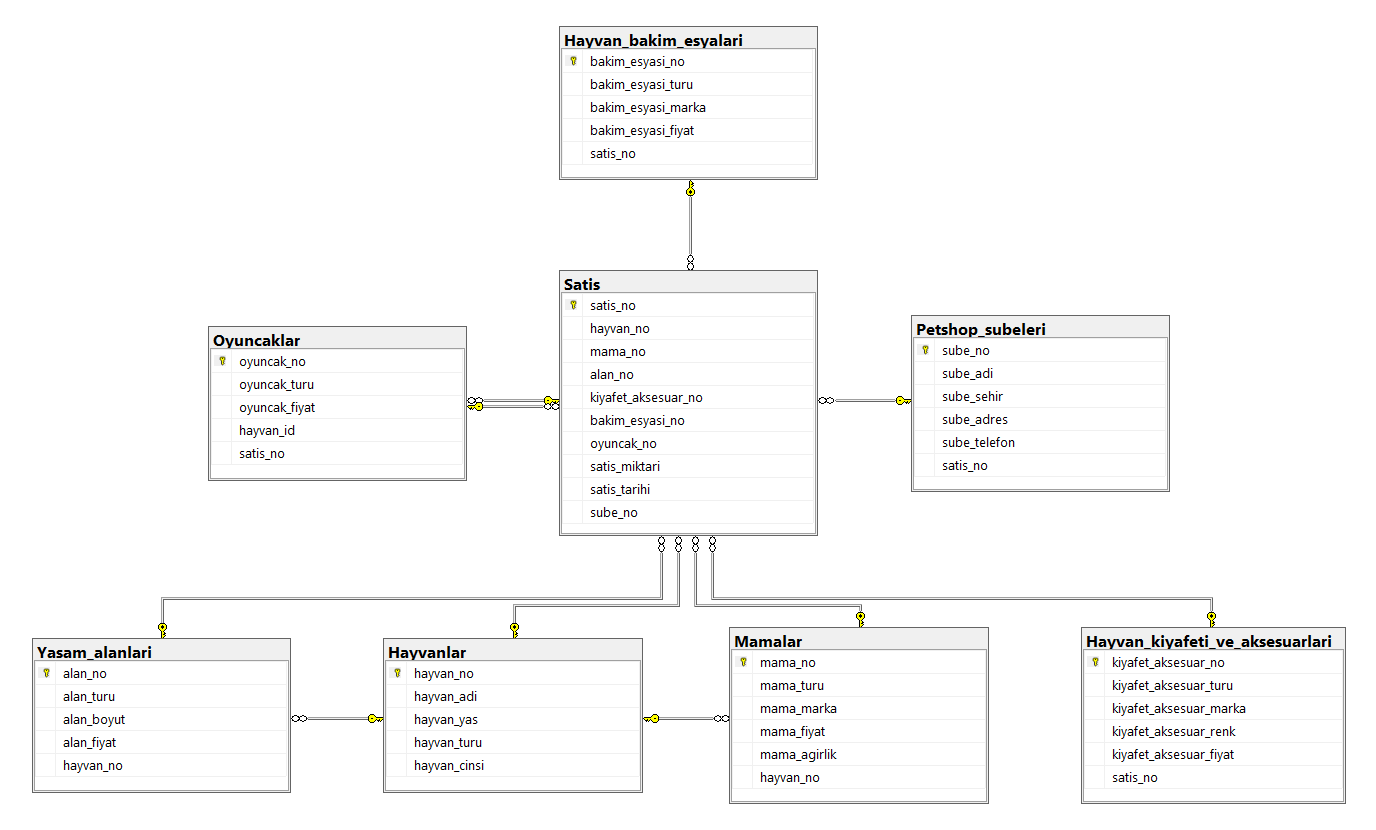 Hayvan_bakim_esyalari
bakim_esyasi_no
bakim_esyasi_turu
bakim_esyasi_marka
bakim_esyasi_fiyat
satis_no
Satis
satis_no
hayvan_no
mama_no
alan_no
kiyafet_aksesuar_no
bakim_esyasi_no
oyuncak_no
satis_miktari
satis_tarihi
sube_no
Oyuncaklar
oyuncak_no
oyuncak_turu
oyuncak_fiyat
hayvan_id
satis_no
Petshop_subeleri
sube_no
sube_adi
sube_sehir
sube_adres
sube_telefon
satis_no
Yasam_alanlari
alan_no
alan_turu
alan_boyut
alan_fiyat
hayvan_no
Hayvanlar
hayvan_no
hayvan_adi
hayvan_yas
hayvan_turu
hayvan_cinsi
Mamalar
mama_no
mama_turu
mama_marka
mama_fiyat
mama_agirlik
hayvan_no
Hayvan_kiyafeti_ve_aksesuarlari
kiyafet_aksesuar_no
kiyafet_aksesuar_turu
kiyafet_aksesuar_marka
kiyafet_aksesuar_renk
kiyafet_aksesuar_fiyat
satis_no